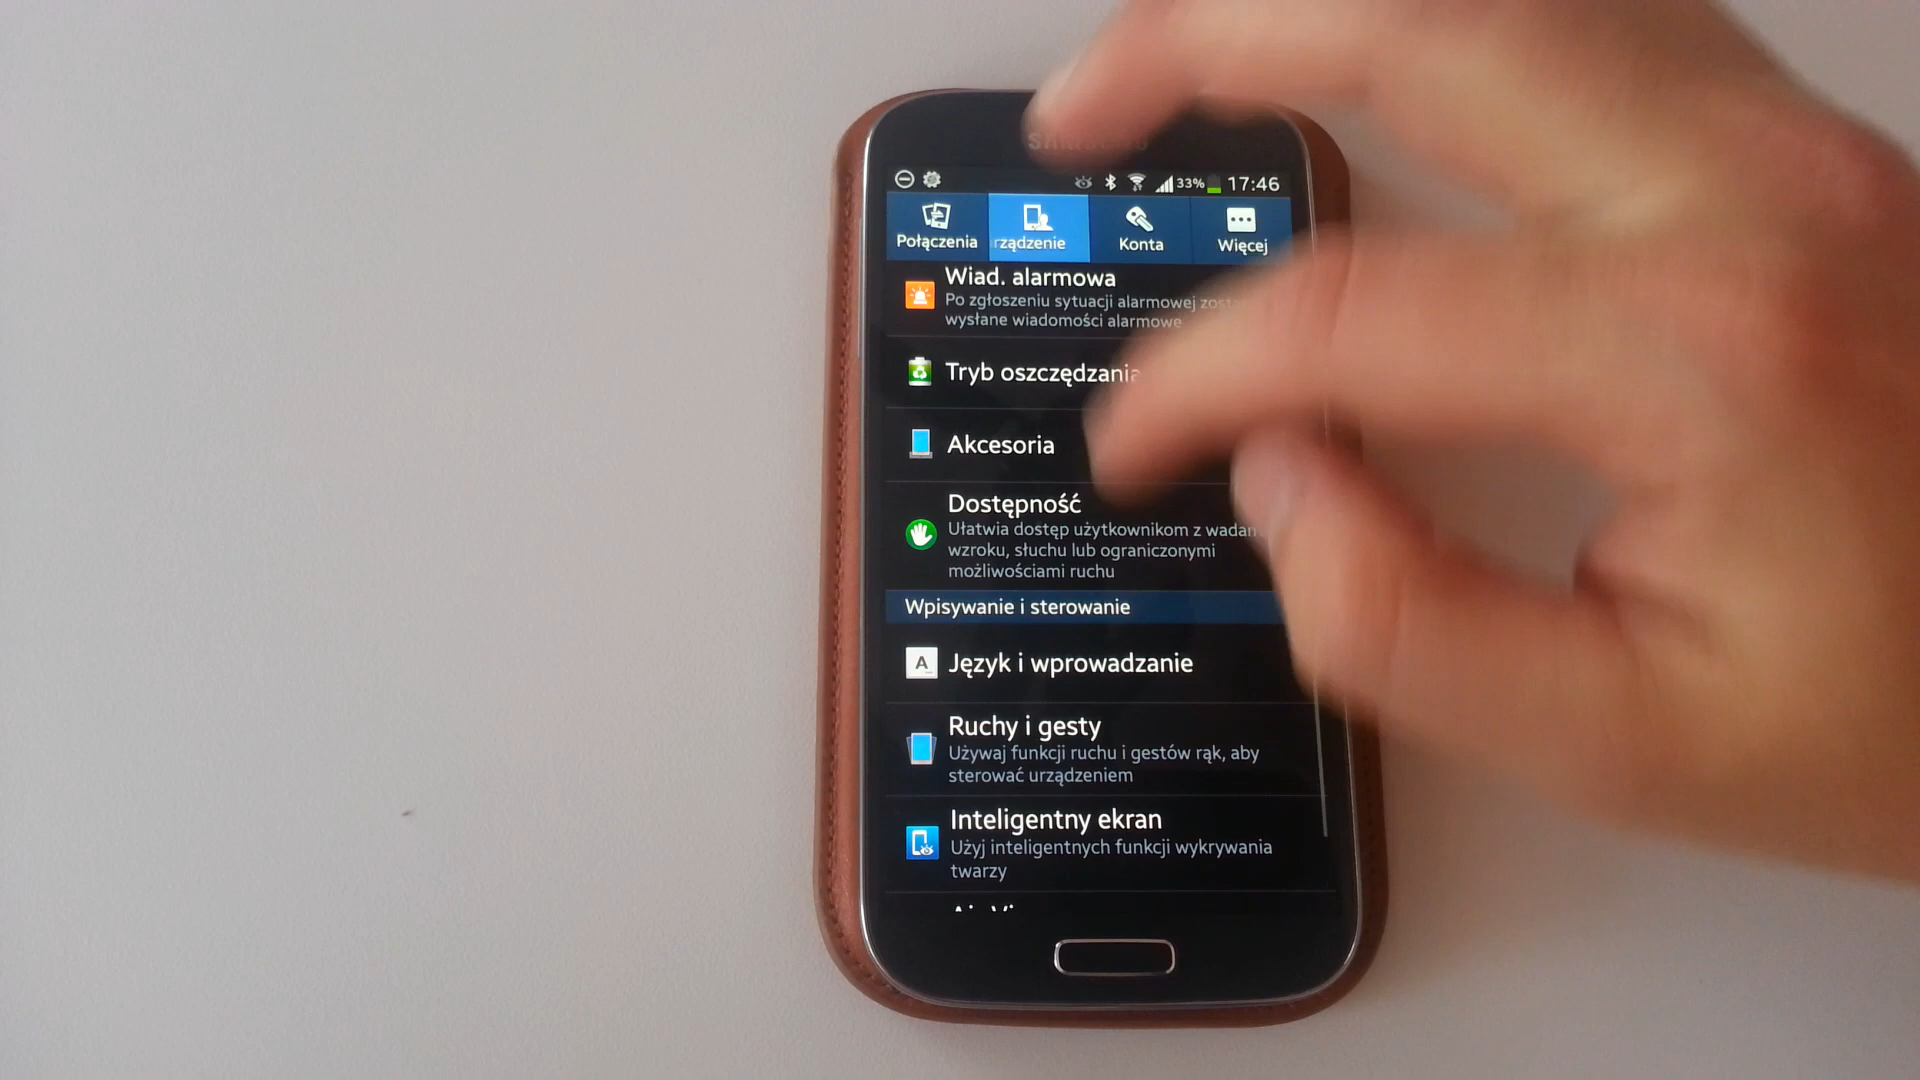 SAMSUNG
33% 17:46
Połączenia rządzenie Konta Więcej
Wiad. alarmowa
Po zgłoszeniu sytuacji alarmowej
wysłane wiadomości alarmowe
Tryb oszczędzania
Akcesoria
Dostępność
Ułatwia dostęp użytkownikom z
wzroku, słuchu lub ograniczonymi
możliwościami ruchu
Wpisywanie i sterowanie
A
Język i wprowadzanie
Ruchy i gesty
Używaj funkcji ruchu i gestów rąk, aby
sterować urządzeniem
Inteligentny ekran
Użyj inteligentnych funkcji wykrywania
twarzy